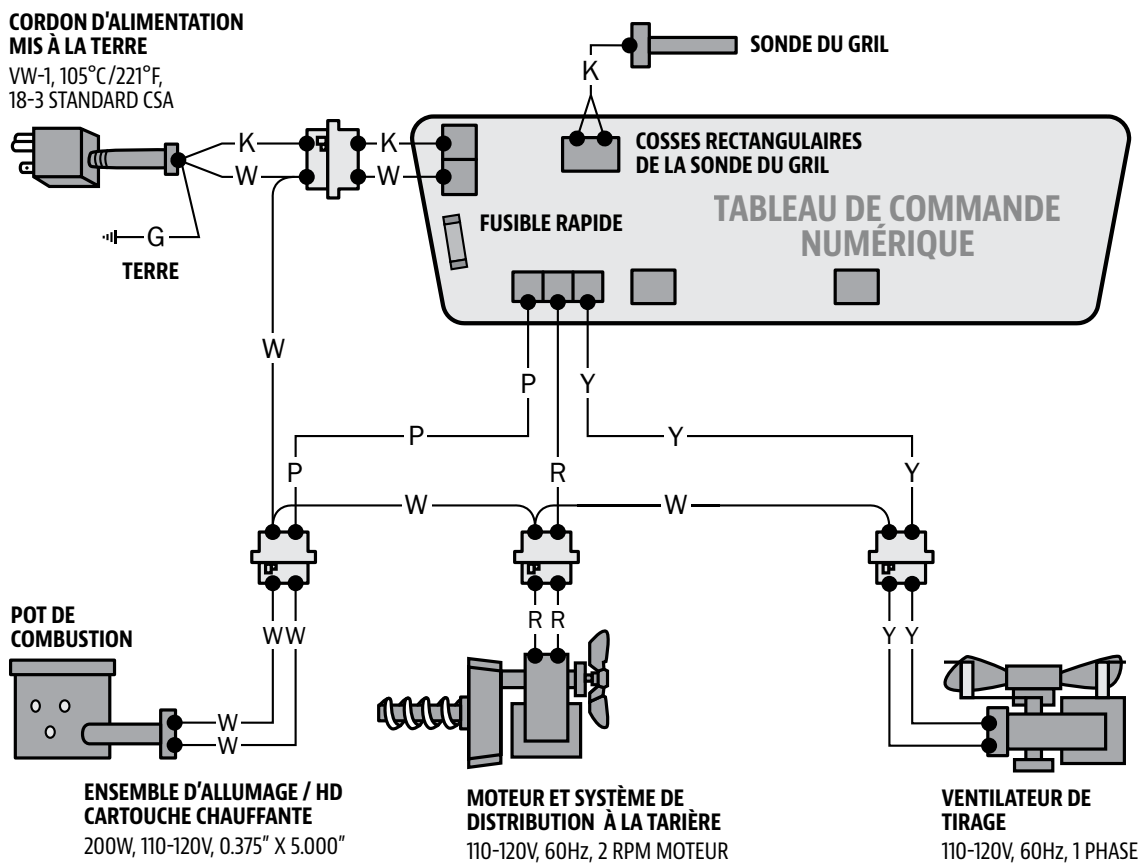 CORDON D'ALIMENTATION
MIS À LA TERRE
VW-1, 105°C/221°F,
18-3 STANDARD CSA
SONDE DU GRIL
K
COSSES RECTANGULAIRES
DE LA SONDE DU GRIL
K
K
W
W
TABLEAU DE COMMANDE
NUMÉRIQUE
FUSIBLE RAPIDE
G
TERRE
W
P
Y
P
Y
P
R
Y
W
W
POT DE
COMBUSTION
W W
R R
Y Y
W
W
ENSEMBLE D'ALLUMAGE / HD
CARTOUCHE CHAUFFANTE
200W, 110-120V, 0.375" X 5.000"
MOTEUR ET SYSTÈME DE
DISTRIBUTION À LA TARIÈRE
110-120V, 60Hz, 2 RPM MOTEUR
VENTILATEUR DE
TIRAGE
110-120V, 60Hz, 1 PHASE